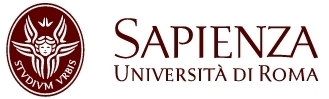 STVDIVM VRBIS
SAPIENZA
UNIVERSITÀ DI ROMA